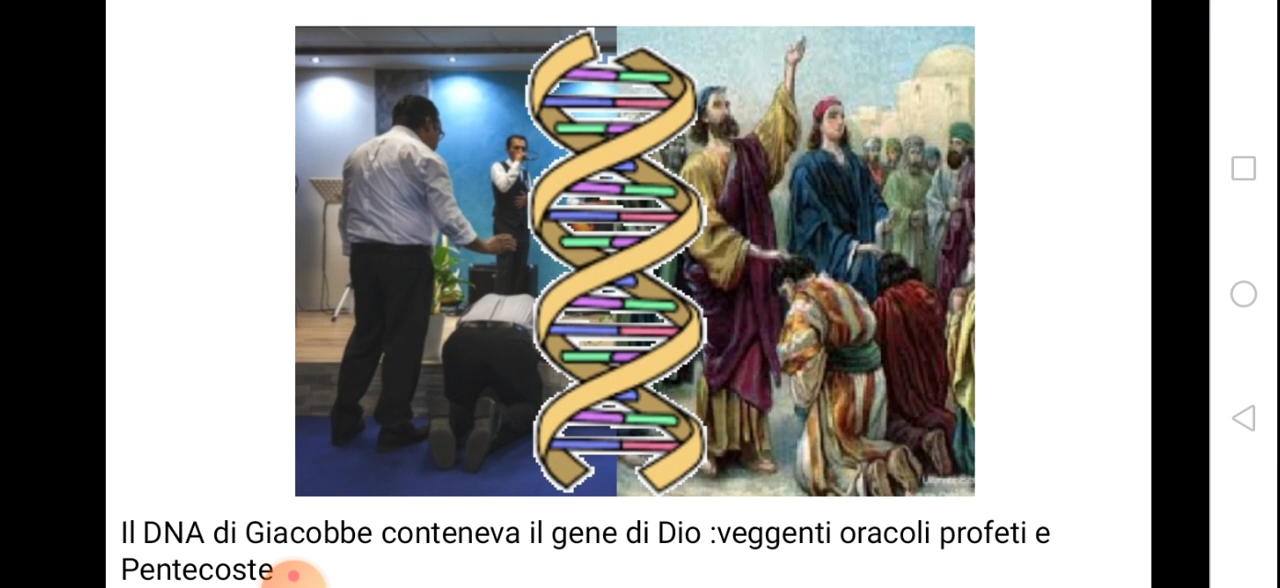 Il DNA di Giacobbe conteneva il gene di Dio :veggenti oracoli profeti e
Pentecoste